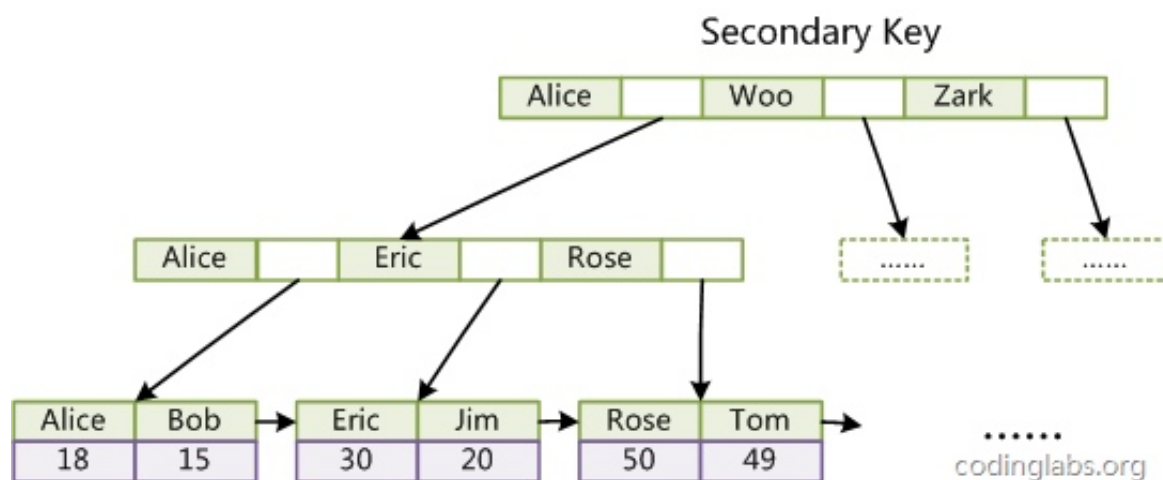 Secondary Key
Alice Woo Zark
Alice Eric Rose
...... ......
Alice Bob Eric Jim Rose Tom
18 15 30 20 50 49
......
codinglabs.org